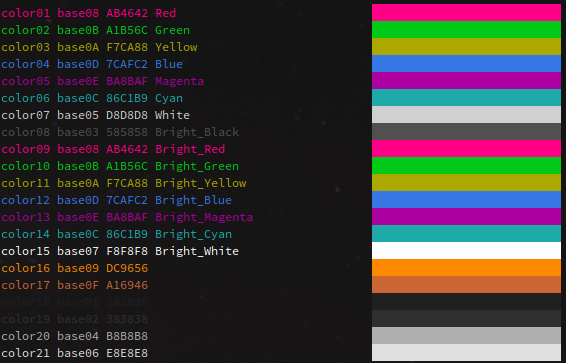 color01 base08 AB4642 Red
color02 base0B A1B56C Green
color03 base0A F7CA88 Yellow
color04 base0D 7CAFC2 Blue
color05 base0E BA8BAF Magenta
color06 base0C 86C1B9 Cyan
color07 base05 D8D8D8 White
color08 base03 585858 Bright_Black
color09 base08 AB4642 Bright_Red
color10 base0B A1B56C Bright_Green
color11 base0A F7CA88 Bright_Yellow
color12 base0D 7CAFC2 Bright_Blue
color13 base0E BA8BAF Bright_Magenta
color14 base0C 86C1B9 Bright_Cyan
color15 base07 F8F8F8 Bright_White
color16 base09 DC9656
color17 base0F A16946
color18 base01 282828
color19 base02 383838
color20 base04 B8B8B8
color21 base06 E8E8E8